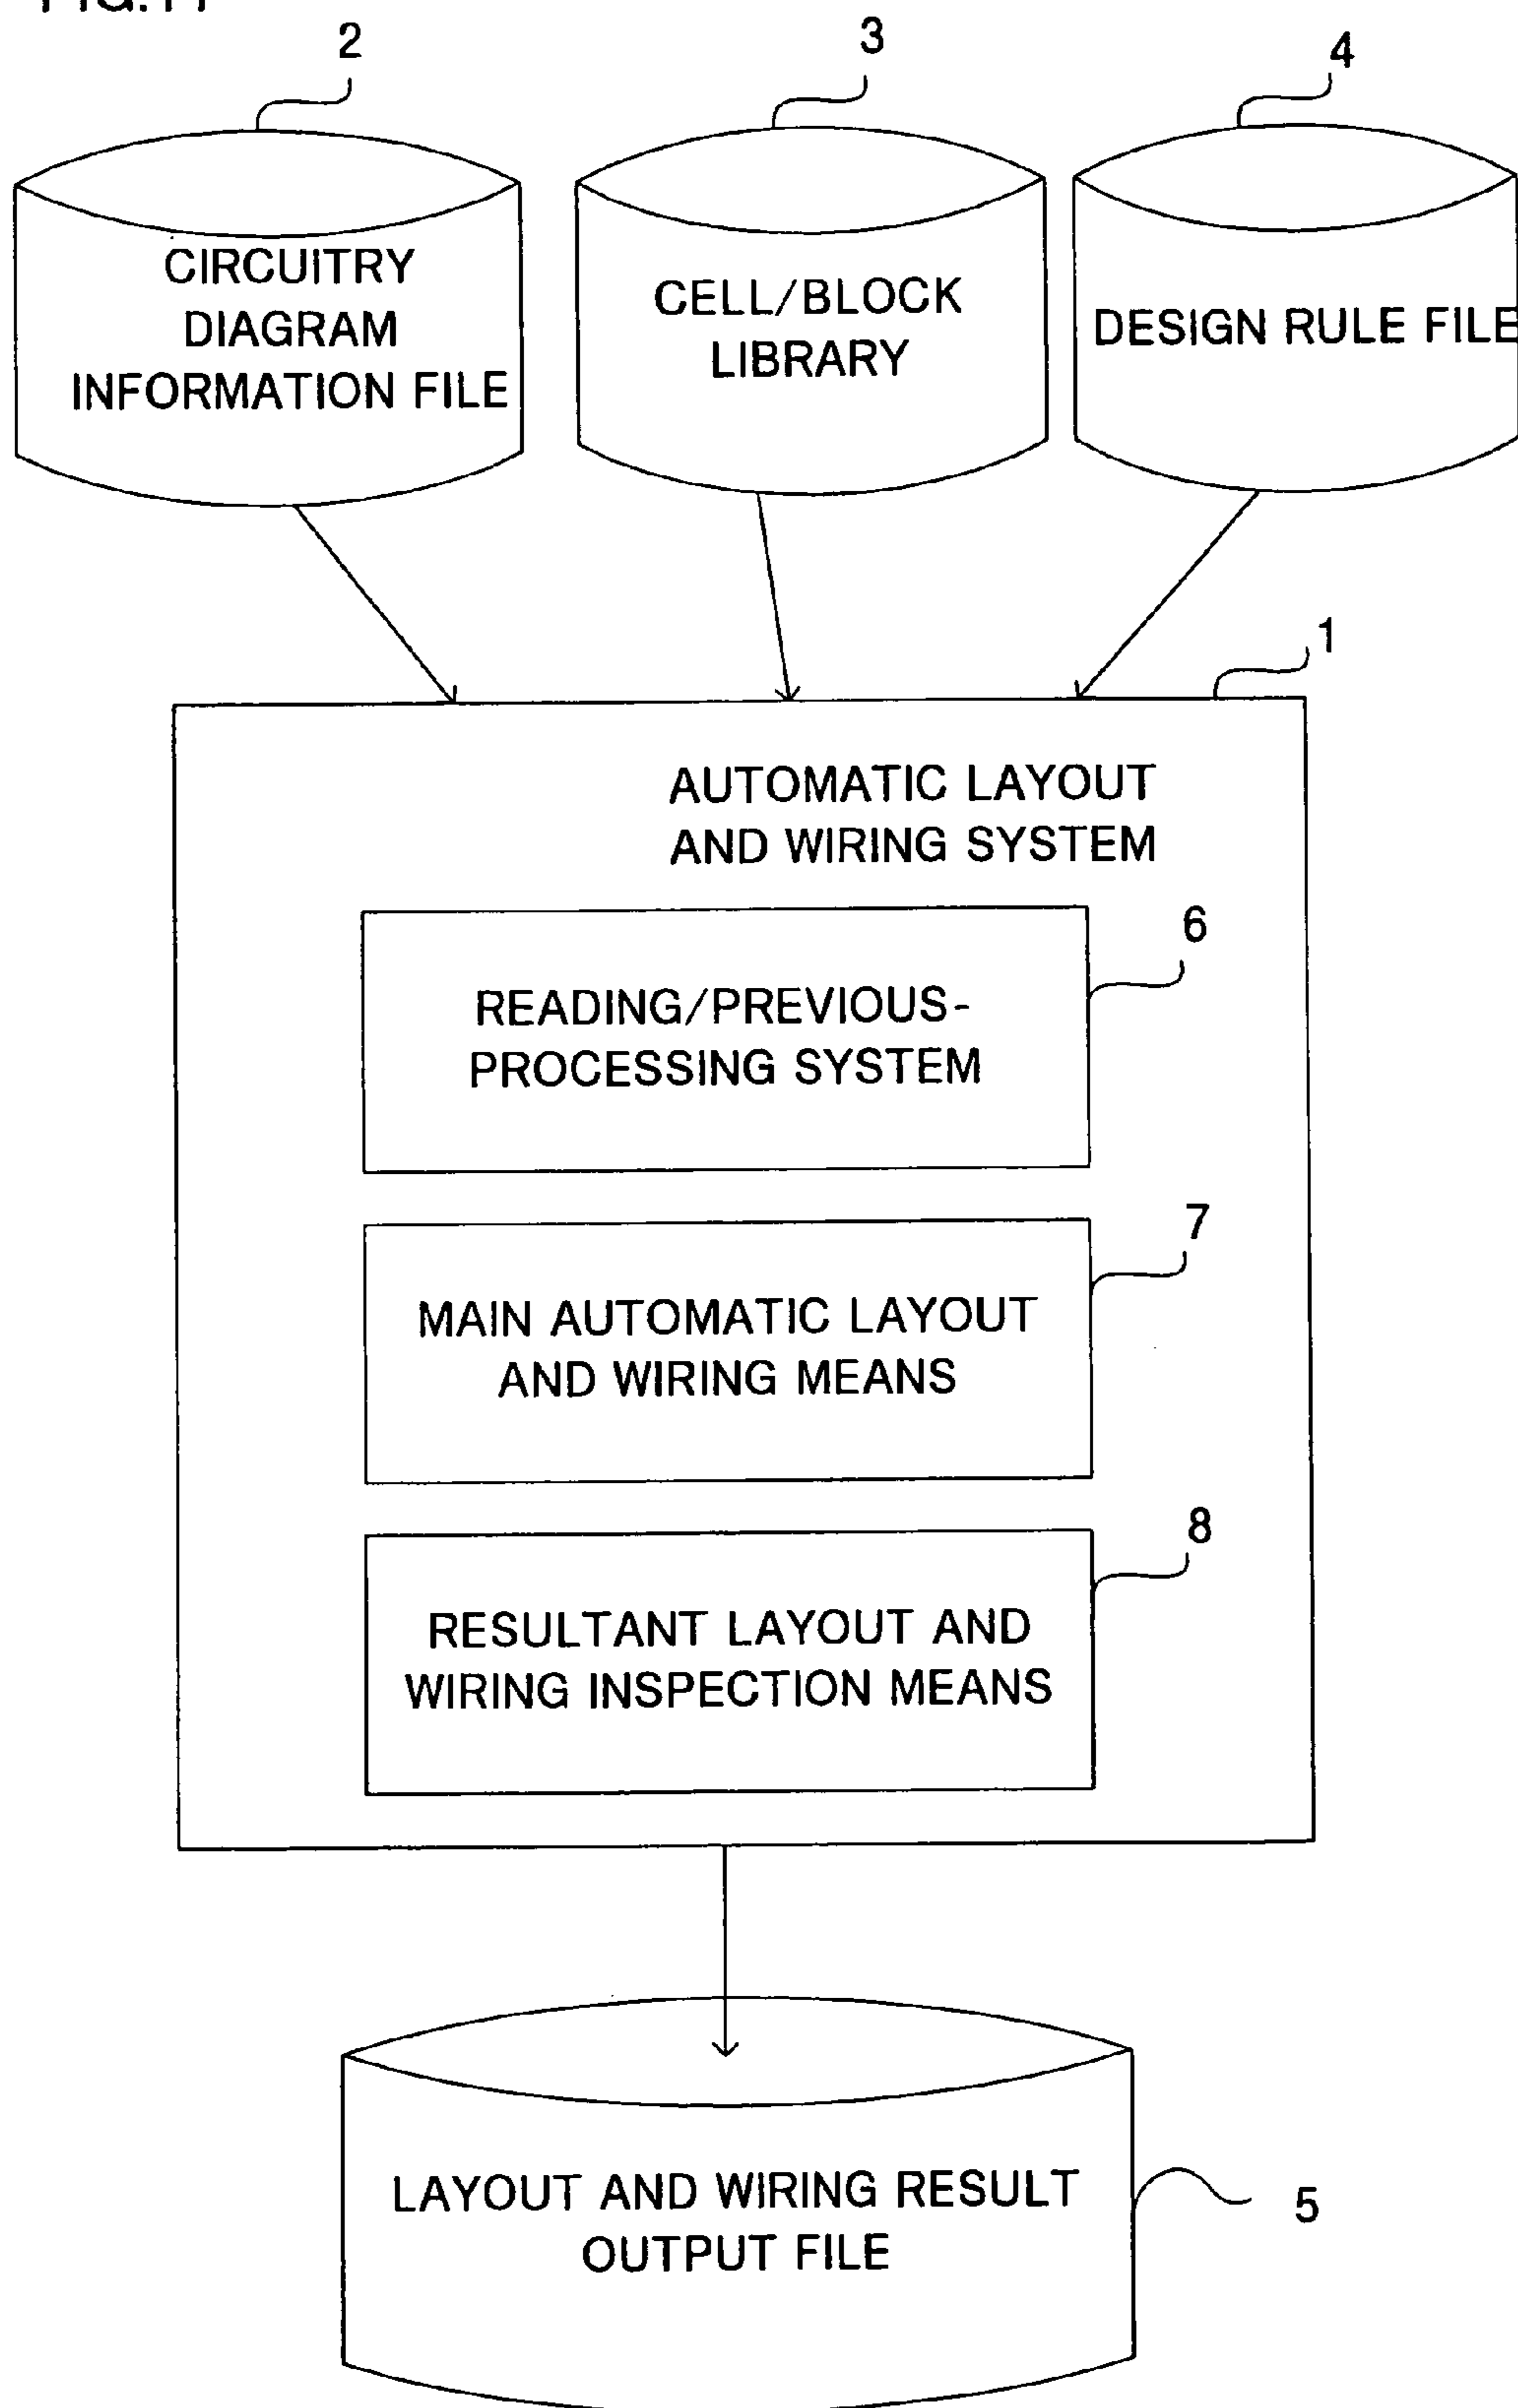 2
3
4
CIRCUITRY
DIAGRAM
INFORMATION FILE
CELL/BLOCK
LIBRARY
DESIGN RULE FILE
1
AUTOMATIC LAYOUT
AND WIRING SYSTEM
6
READING/PREVIOUS-
PROCESSING SYSTEM
7
MAIN AUTOMATIC LAYOUT
AND WIRING MEANS
8
RESULTANT LAYOUT AND
WIRING INSPECTION MEANS
LAYOUT AND WIRING RESULT
OUTPUT FILE
5